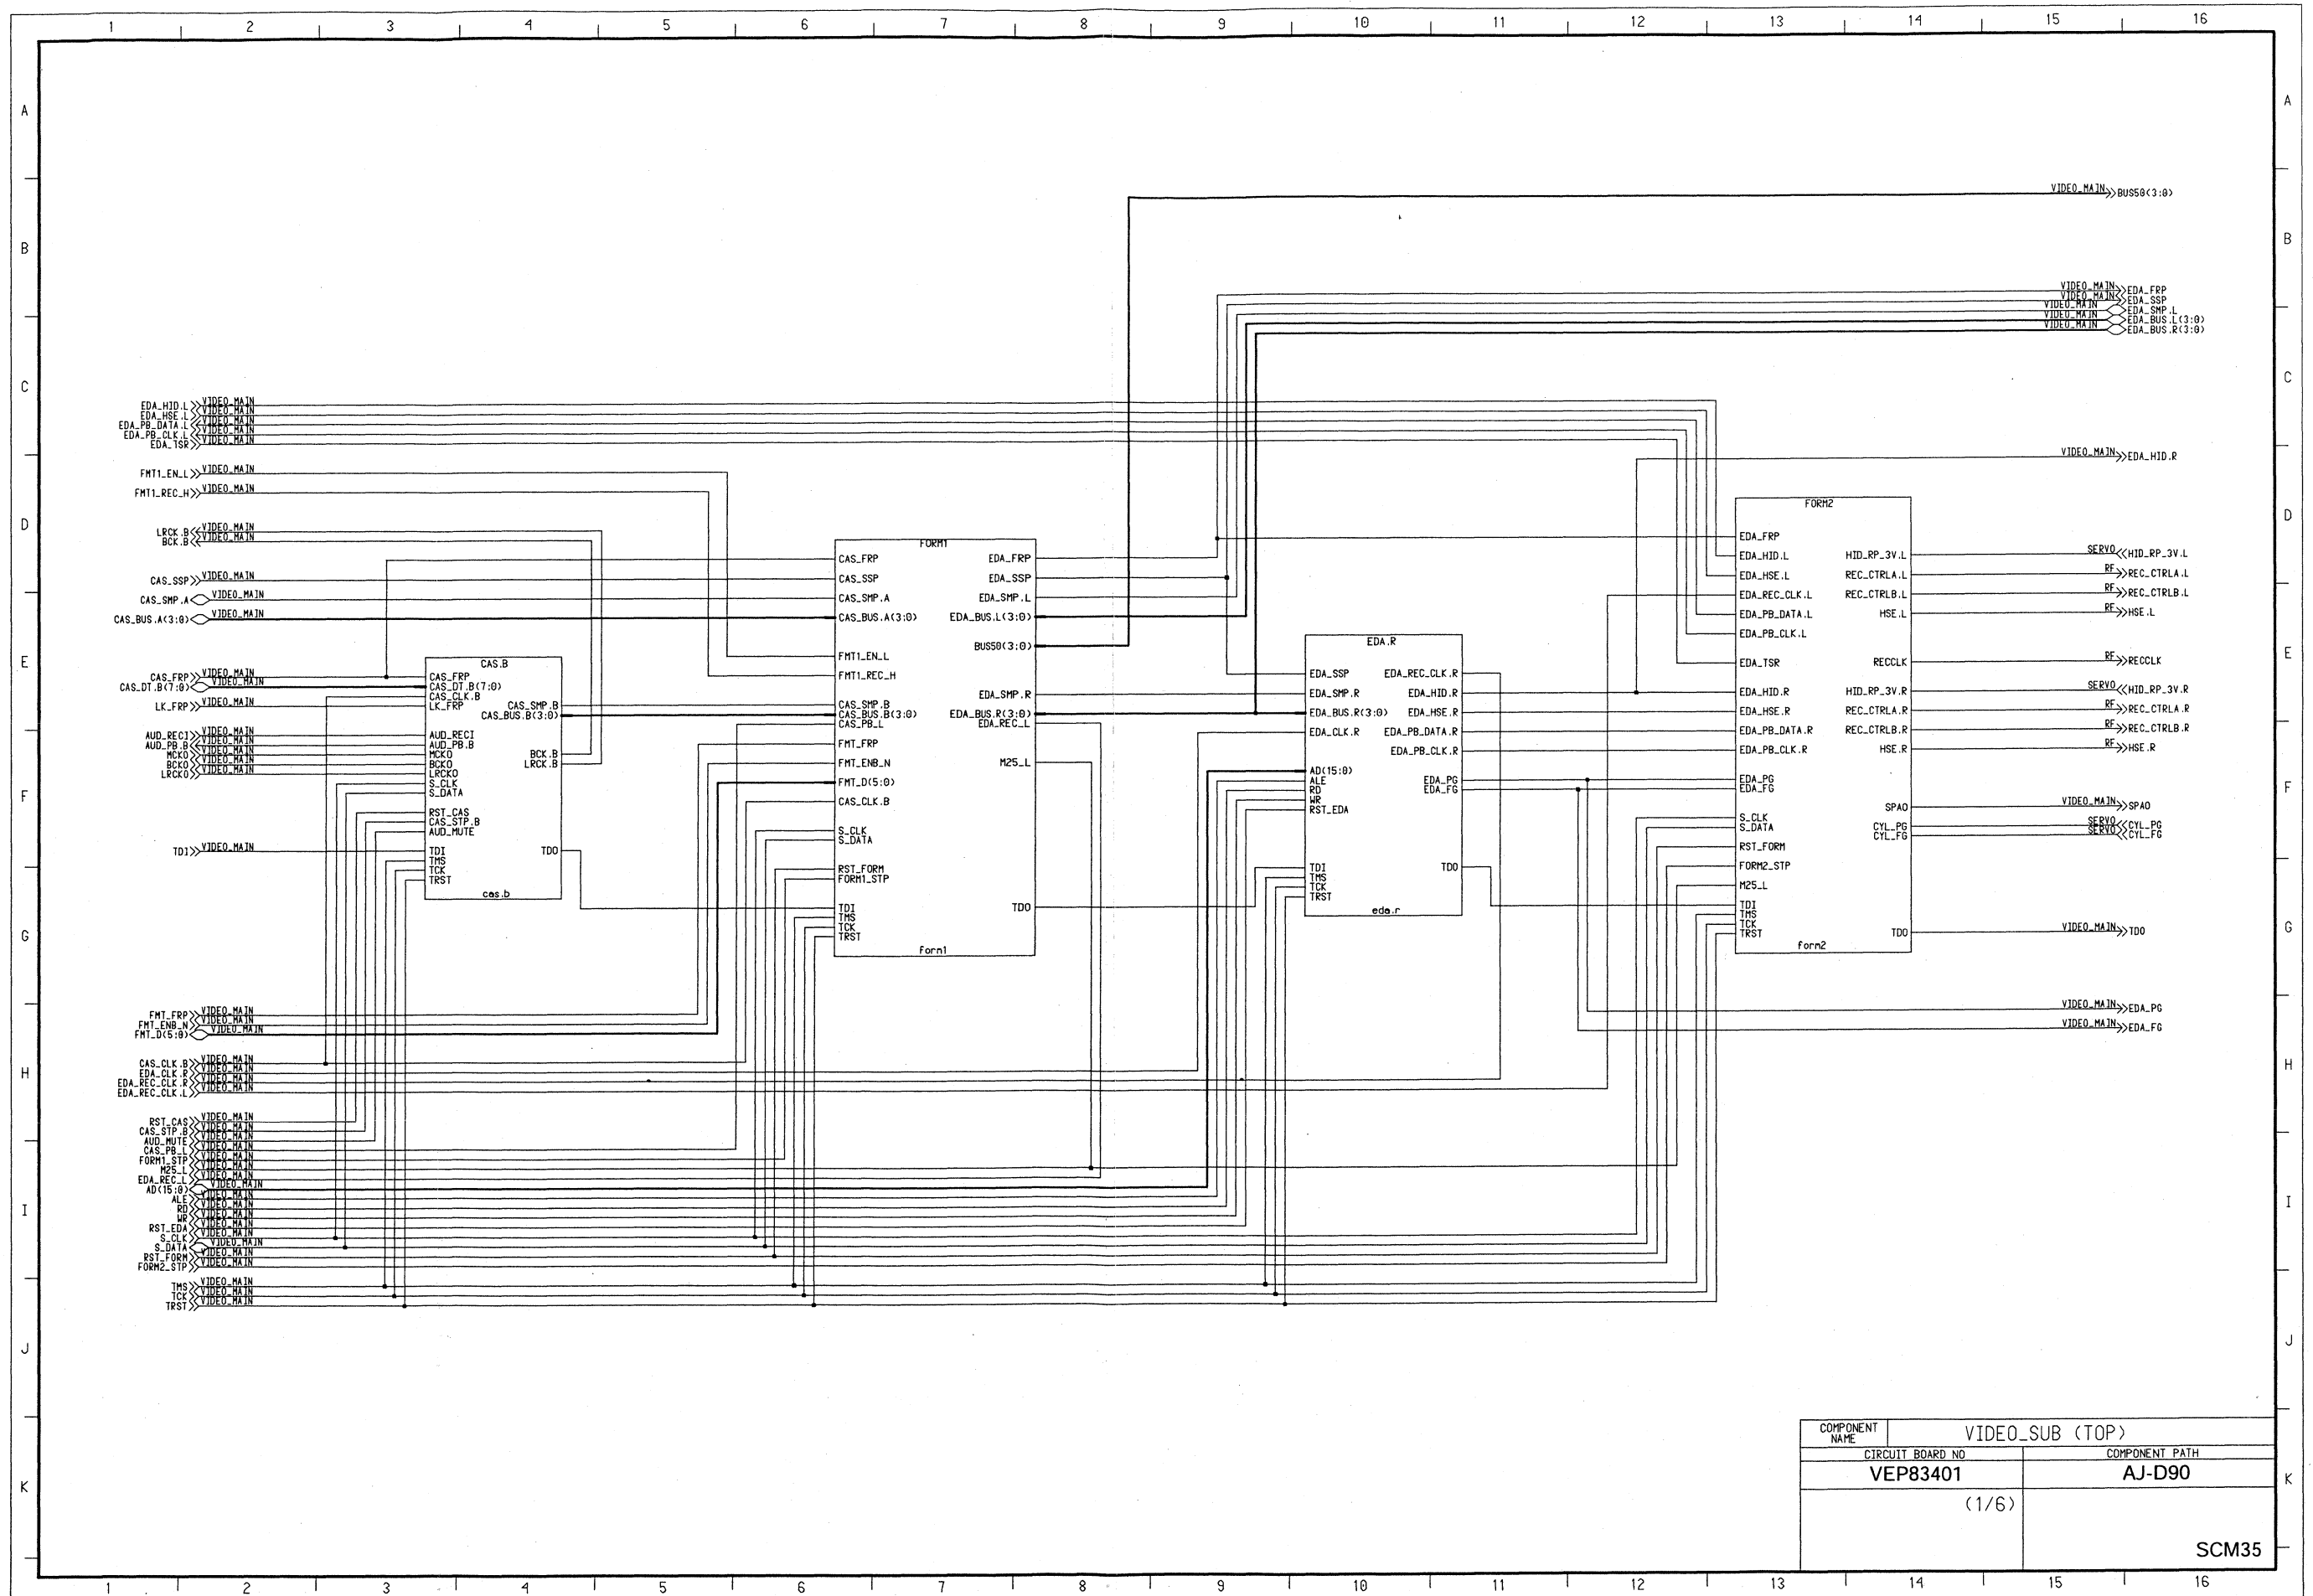 1 2 3 4 5 6 7 8 9 10 11 12 13 14 15 16
A A
VIDEO_MAIN BUS50(3:0)
B B
VIDEO_MAIN EDA_FRP
VIDEO_MAIN EDA_SSP
VIDEO_MAIN EDA_SMP.L
VIDEO_MAIN EDA_BUS.L(3:0)
VIDEO_MAIN EDA_BUS.R(3:0)
C C
EDA_HID.L VIDEO_MAIN
EDA_HSE.L VIDEO_MAIN
EDA_PB_DATA.L VIDEO_MAIN
EDA_PB_CLK.L VIDEO_MAIN
EDA_TSR VIDEO_MAIN
VIDEO_MAIN EDA_HID.R
FMT1_EN_L VIDEO_MAIN
FMT1_REC_H VIDEO_MAIN
D D
LRCK.B VIDEO_MAIN
BCK.B VIDEO_MAIN
CAS_SSP VIDEO_MAIN
CAS_SMP.A VIDEO_MAIN
CAS_BUS.A(3:0) VIDEO_MAIN
E E
CAS_FRP VIDEO_MAIN
CAS_DT.B(7:0) VIDEO_MAIN
LK_FRP VIDEO_MAIN
AUD_RECI VIDEO_MAIN
AUD_PB.B VIDEO_MAIN
MCKO VIDEO_MAIN
BCKO VIDEO_MAIN
LRCKO VIDEO_MAIN
F F
TDI VIDEO_MAIN
CAS.B
CAS_FRP
CAS_DT.B(7:0)
CAS_CLK.B
LK_FRP CAS_SMP.B
CAS_BUS.B(3:0)
AUD_RECI
AUD_PB.B
MCKO BCK.B
BCKO LRCK.B
LRCKO
S_CLK
S_DATA
RST_CAS
CAS_STP.B
AUD_MUTE
TDI TDO
TMS
TCK
TRST
cas.b
FORM1
CAS_FRP EDA_FRP
CAS_SSP EDA_SSP
CAS_SMP.A EDA_SMP.L
CAS_BUS.A(3:0) EDA_BUS.L(3:0)
BUS50(3:0)
FMT1_EN_L
FMT1_REC_H
EDA_SMP.R
CAS_SMP.B
CAS_BUS.B(3:0) EDA_BUS.R(3:0)
CAS_PB_L EDA_REC_L
FMT_FRP
FMT_ENB_N M25_L
FMT_D(5:0)
CAS_CLK.B
S_CLK
S_DATA
RST_FORM
FORM1_STP
TDI TDO
TMS
TCK
TRST
form1
EDA.R
EDA_SSP EDA_REC_CLK.R
EDA_SMP.R EDA_HID.R
EDA_BUS.R(3:0) EDA_HSE.R
EDA_CLK.R EDA_PB_DATA.R
EDA_PB_CLK.R
AD(15:0)
ALE EDA_PG
RD EDA_FG
WR
RST_EDA
TDI TDO
TMS
TCK
TRST
eda.r
FORM2
EDA_FRP
EDA_HID.L HID_RP_3V.L
EDA_HSE.L REC_CTRLA.L
EDA_REC_CLK.L REC_CTRLB.L
EDA_PB_DATA.L HSE.L
EDA_PB_CLK.L
EDA_TSR RECCLK
EDA_HID.R HID_RP_3V.R
EDA_HSE.R REC_CTRLA.R
EDA_PB_DATA.R REC_CTRLB.R
EDA_PB_CLK.R HSE.R
EDA_PG
EDA_FG
SPAO
S_CLK CYL_PG
S_DATA CYL_FG
RST_FORM
FORM2_STP
M25_L
TDI
TMS
TCK
TRST TDO
form2
SERVO HID_RP_3V.L
RF REC_CTRLA.L
RF REC_CTRLB.L
RF HSE.L
RF RECCLK
SERVO HID_RP_3V.R
RF REC_CTRLA.R
RF REC_CTRLB.R
RF HSE.R
VIDEO_MAIN SPAO
SERVO CYL_PG
SERVO CYL_FG
G G
VIDEO_MAIN TDO
VIDEO_MAIN EDA_PG
VIDEO_MAIN EDA_FG
FMT_FRP VIDEO_MAIN
FMT_ENB_N VIDEO_MAIN
FMT_D(5:0) VIDEO_MAIN
H H
CAS_CLK.B VIDEO_MAIN
EDA_CLK.R VIDEO_MAIN
EDA_REC_CLK.R VIDEO_MAIN
EDA_REC_CLK.L VIDEO_MAIN
RST_CAS VIDEO_MAIN
CAS_STP.B VIDEO_MAIN
AUD_MUTE VIDEO_MAIN
CAS_PB_L VIDEO_MAIN
FORM1_STP VIDEO_MAIN
M25_L VIDEO_MAIN
EDA_REC_L VIDEO_MAIN
AD(15:0) VIDEO_MAIN
ALE VIDEO_MAIN
RD VIDEO_MAIN
WR VIDEO_MAIN
RST_EDA VIDEO_MAIN
S_CLK VIDEO_MAIN
S_DATA VIDEO_MAIN
RST_FORM VIDEO_MAIN
FORM2_STP VIDEO_MAIN
I I
TMS VIDEO_MAIN
TCK VIDEO_MAIN
TRST VIDEO_MAIN
J J
COMPONENT NAME VIDEO_SUB (TOP)
CIRCUIT BOARD NO COMPONENT PATH
VEP83401 AJ-D90
K K
(1/6)
SCM35
1 2 3 4 5 6 7 8 9 10 11 12 13 14 15 16